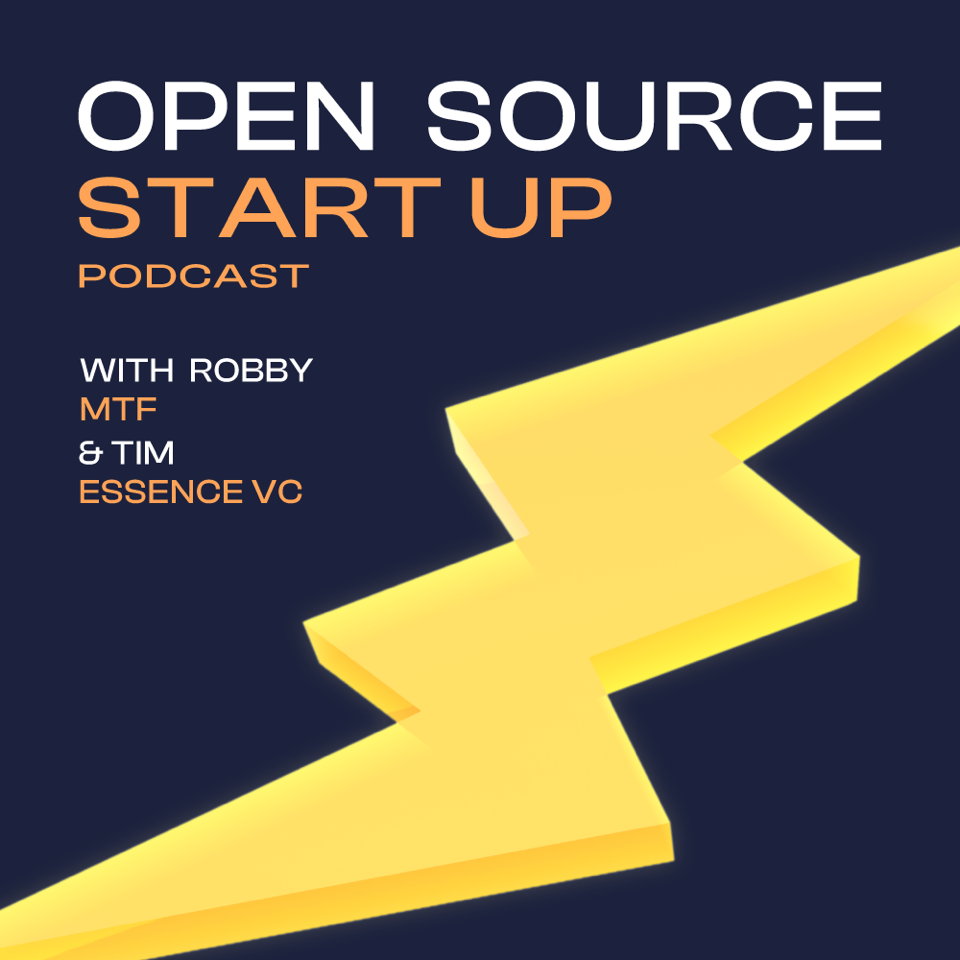 OPEN SOURCE
START UP
PODCAST
WITH ROBBY
MTF
& TIM
ESSENCE VC